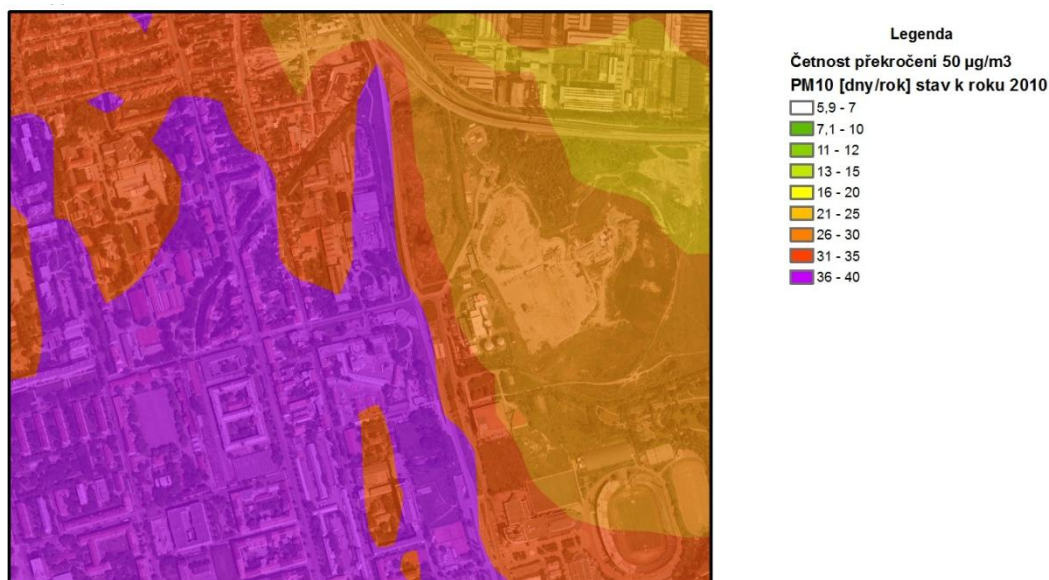 Legenda
Četnost překročení 50 µg/m3
PM10 [dny/rok] stav k roku 2010
5,9 - 7
7,1 - 10
11 - 12
13 - 15
16 - 20
21 - 25
26 - 30
31 - 35
36 - 40